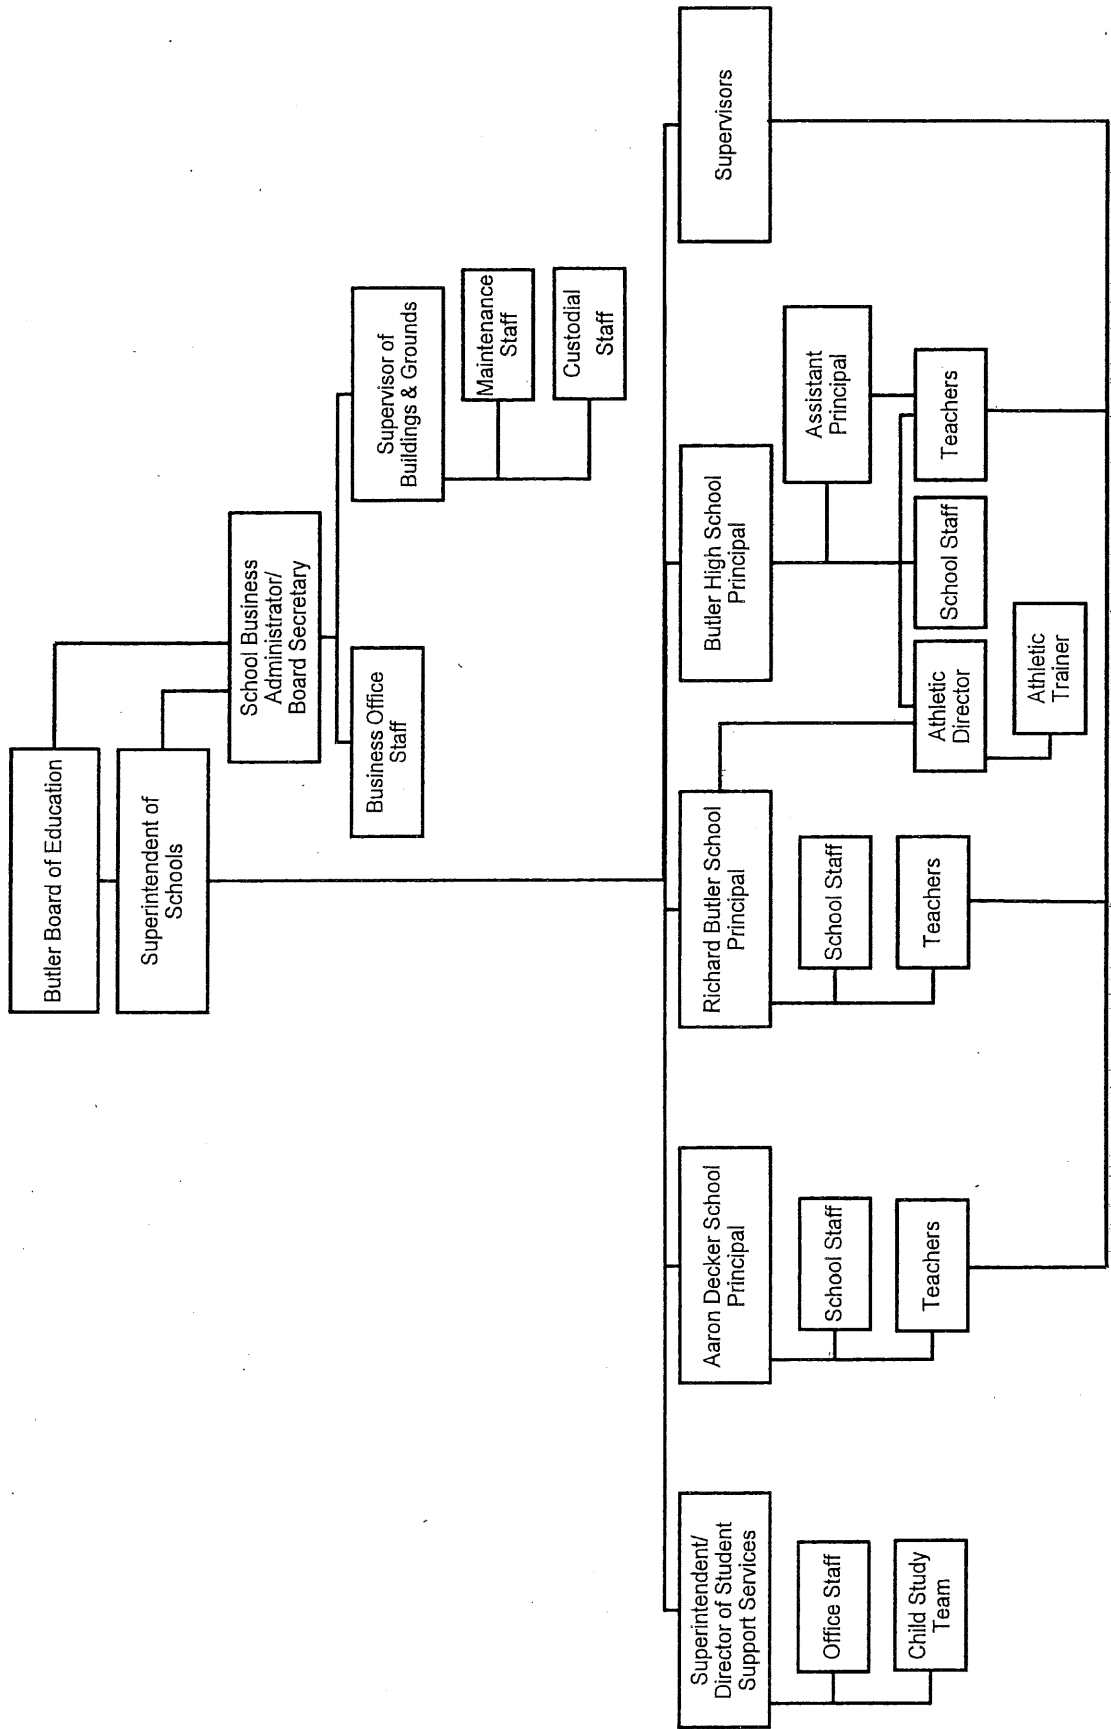 Butler Board of Education
Superintendent of
Schools
School Business
Administrator/
Board Secretary
Business Office
Staff
Supervisor of
Buildings & Grounds
Maintenance
Staff
Custodial
Staff
Superintendent/
Director of Student
Support Services
Office Staff
Child Study
Team
Aaron Decker School
Principal
School Staff
Teachers
Richard Butler School
Principal
School Staff
Teachers
Butler High School
Principal
Assistant
Principal
Athletic
Director
School Staff
Teachers
Athletic
Trainer
Supervisors